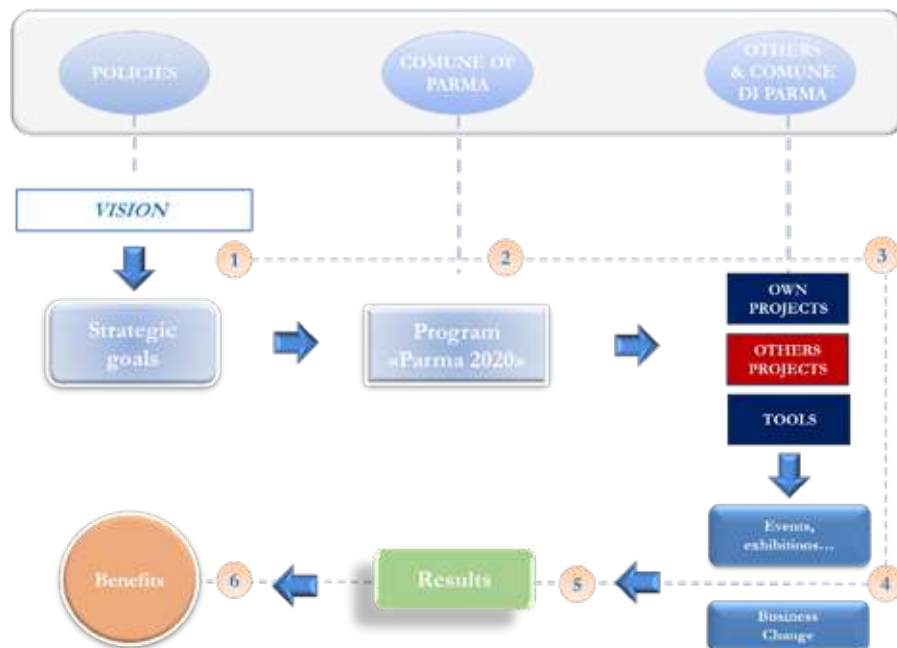 POLICIES
COMUNE OF
PARMA
OTHERS
& COMUNE
DI PARMA
VISION
1
2
3
Strategic
goals
Program
«Parma 2020»
OWN
PROJECTS
OTHERS
PROJECTS
TOOLS
Events,
exhibitions...
Benefits
6
Results
5
4
Business
Change